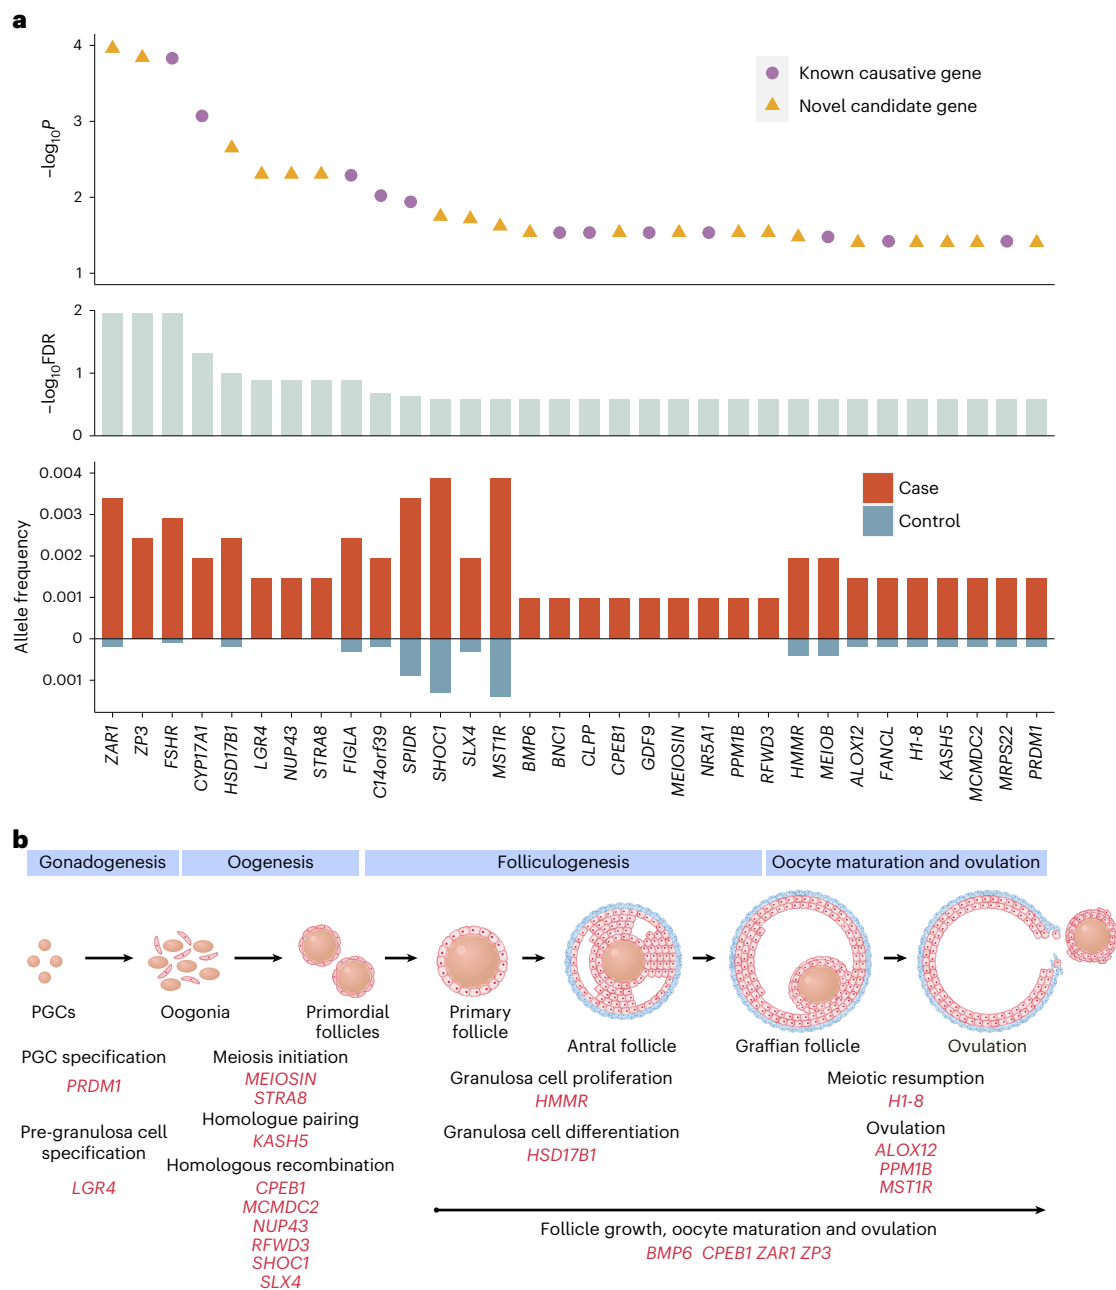 a
4
3
2
1
−log10P
Known causative gene
Novel candidate gene
2
1
0
−log10FDR
0.004
0.003
0.002
0.001
0
0.001
Allele frequency
Case
Control
ZAR1
ZP3
FSHR
CYP17A1
HSD17B1
LGR4
NUP43
STRA8
FIGLA
C14orf39
SPIDR
SHOC1
SLX4
MST1R
BMP6
BNC1
CLPP
CPEB1
GDF9
MEIOSIN
NR5A1
PPM1B
RFWD3
HMMR
MEIOB
ALOX12
FANCL
H1-8
KASH5
MCMDC2
MRPS22
PRDM1
b
Gonadogenesis
Oogenesis
Folliculogenesis
Oocyte maturation and ovulation
PGCs
Oogonia
Primordial
follicles
Primary
follicle
Antral follicle
Graffian follicle
Ovulation
PGC specification
PRDM1
Pre-granulosa cell
specification
LGR4
Meiosis initiation
MEIOSIN
STRA8
Homologue pairing
KASH5
Homologous recombination
CPEB1
MCMDC2
NUP43
RFWD3
SHOC1
SLX4
Granulosa cell proliferation
HMMR
Granulosa cell differentiation
HSD17B1
Meiotic resumption
H1-8
Ovulation
ALOX12
PPM1B
MST1R
Follicle growth, oocyte maturation and ovulation
BMP6 CPEB1 ZAR1 ZP3